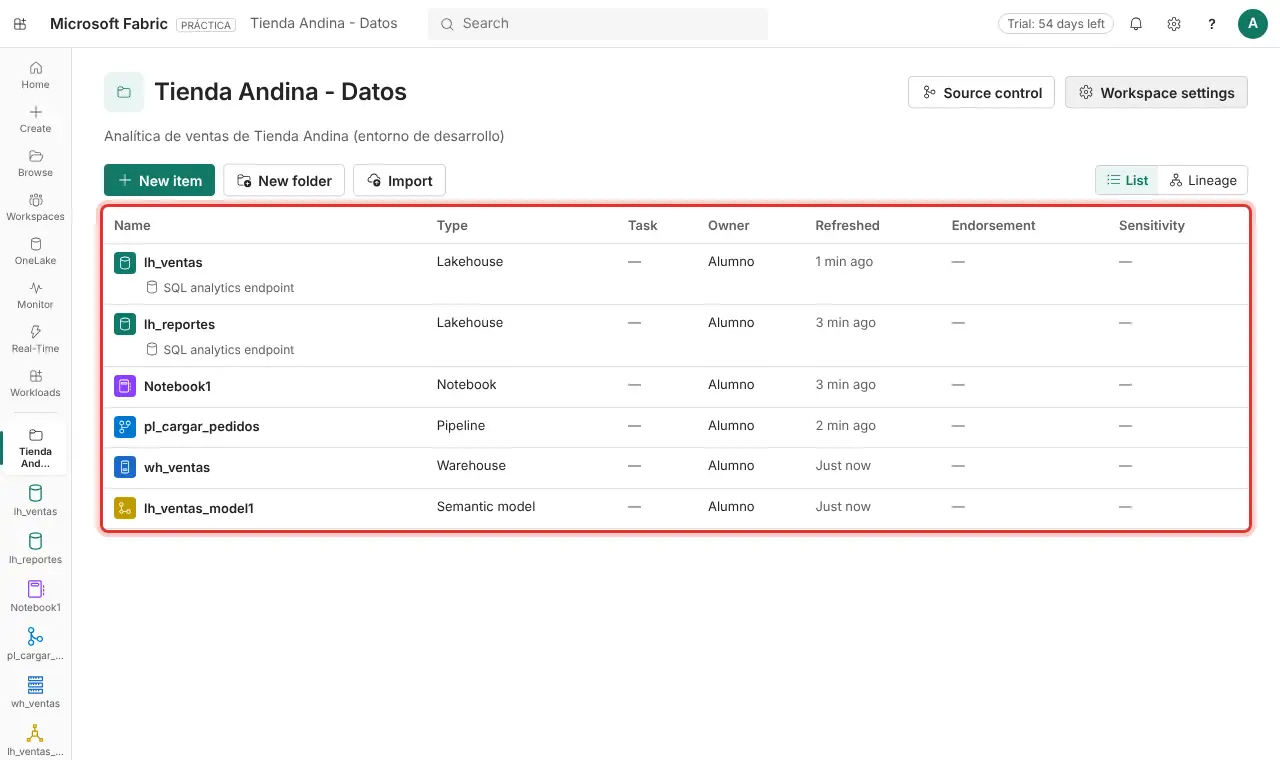 Microsoft Fabric PRÁCTICA Tienda Andina - Datos Search Trial: 54 days left ? A
Home
Create
Browse
Workspaces
OneLake
Monitor
Real-Time
Workloads
Tienda
And...
lh_ventas
lh_reportes
Notebook1
pl_cargar_...
wh_ventas
lh_ventas_...
Tienda Andina - Datos
Source control Workspace settings
Analítica de ventas de Tienda Andina (entorno de desarrollo)
New item New folder Import List Lineage
Name Type Task Owner Refreshed Endorsement Sensitivity
lh_ventas Lakehouse — Alumno 1 min ago — —
SQL analytics endpoint
lh_reportes Lakehouse — Alumno 3 min ago — —
SQL analytics endpoint
Notebook1 Notebook — Alumno 3 min ago — —
pl_cargar_pedidos Pipeline — Alumno 2 min ago — —
wh_ventas Warehouse — Alumno Just now — —
lh_ventas_model1 Semantic model — Alumno Just now — —